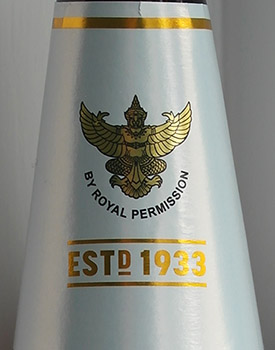 BY ROYAL PERMISSION
ESTD 1933